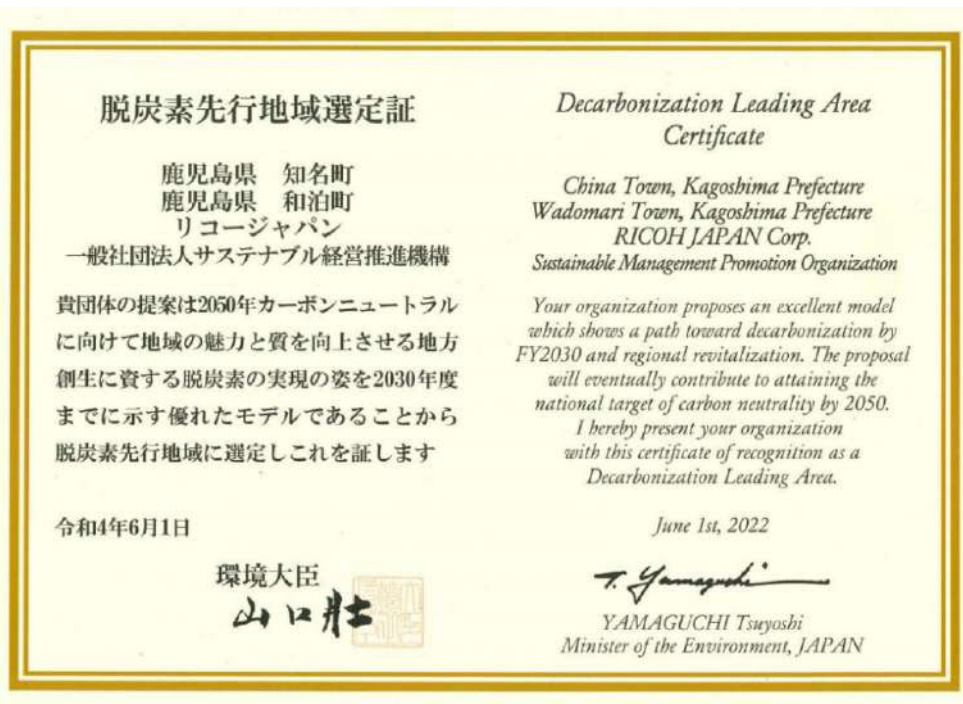 脱炭素先行地域選定証
鹿児島県 知名町
鹿児島県 和泊町
リコージャパン
一般社団法人サステナブル経営推進機構
貴団体の提案は2050年カーボンニュートラル
に向けて地域の魅力と質を向上させる地方
創生に資する脱炭素の実現の姿を2030年度
までに示す優れたモデルであることから
脱炭素先行地域に選定しこれを証します
令和4年6月1日
環境大臣
山口壯
Decarbonization Leading Area
Certificate
China Town, Kagoshima Prefecture
Wadomari Town, Kagoshima Prefecture
RICOH JAPAN Corp.
Sustainable Management Promotion Organization
Your organization proposes an excellent model
which shows a path toward decarbonization by
FY2030 and regional revitalization. The proposal
will eventually contribute to attaining the
national target of carbon neutrality by 2050.
I hereby present your organization
with this certificate of recognition as a
Decarbonization Leading Area.
June 1st, 2022
T. Yamaguchi
YAMAGUCHI Tsuyoshi
Minister of the Environment, JAPAN